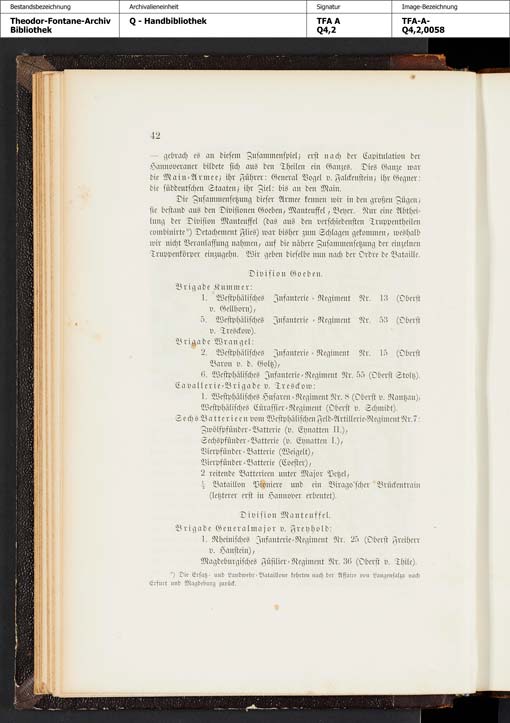 Bestandsbezeichnung
Archivalieneinheit
Signatur
Image-Bezeichnung
Theodor-Fontane-Archiv
Bibliothek
Q - Handbibliothek
TFA A
Q4,2
TFA-A-
Q4,2,0058
42
— gebrach es an diesem Zusammenspiel; erst nach der Capitulation der
Hannoveraner bildete sich aus den Theilen ein Ganzes. Dies Ganze war
die Main-Armee; ihr Führer: General Vogel v. Falckenstein; ihr Gegner:
die süddeutschen Staaten; ihr Ziel: bis an den Main.
Die Zusammensetzung dieser Armee kennen wir in den großen Zügen;
sie bestand aus den Divisionen Goeben, Manteuffel, Beyer. Nur eine Abthei-
lung der Division Manteuffel (das aus den verschiedensten Truppentheilen
combinirte*) Detachement Flies) war bisher zum Schlagen gekommen, weshalb
wir nicht Veranlassung nahmen, auf die nähere Zusammensetzung der einzelnen
Truppenkörper einzugehn. Wir geben dieselbe nun nach der Ordre de Bataille.
Division Goeben.
Brigade Kummer:
1. Westphälisches Infanterie-Regiment Nr. 13 (Oberst
v. Gellhorn),
5. Westphälisches Infanterie-Regiment Nr. 53 (Oberst
v. Tresckow).
Brigade Wrangel:
2. Westphälisches Infanterie-Regiment Nr. 15 (Oberst
Baron v. d. Goltz),
6. Westphälisches Infanterie-Regiment Nr. 55 (Oberst Stoltz).
Cavallerie-Brigade v. Tresckow:
1. Westphälisches Husaren-Regiment Nr. 8 (Oberst v. Rantzau),
Westphälisches Cürassier-Regiment (Oberst v. Schmidt).
Sechs Battericen vom Westphälischen Feld-Artillerie-Regiment Nr. 7:
Zwölfpfünder-Batterie (v. Eynatten II.),
Sechspfünder-Batterie (v. Eynatten I.),
Vierpfünder-Batterie (Weigelt),
Vierpfünder-Batterie (Coester),
2 reitende Batterieen unter Major Petzel,
½ Bataillon Pioniere und ein Birago'scher Brückentrain
(letzterer erst in Hannover erbeutet).
Division Manteuffel.
Brigade Generalmajor v. Freyhold:
1. Rheinisches Infanterie-Regiment Nr. 25 (Oberst Freiherr
v. Hanstein),
Magdeburgisches Füsilier-Regiment Nr. 36 (Oberst v. Thile).
*) Die Ersatz- und Landwehr-Bataillone kehrten nach der Affaire von Langensalza nach
Erfurt und Magdeburg zurück.